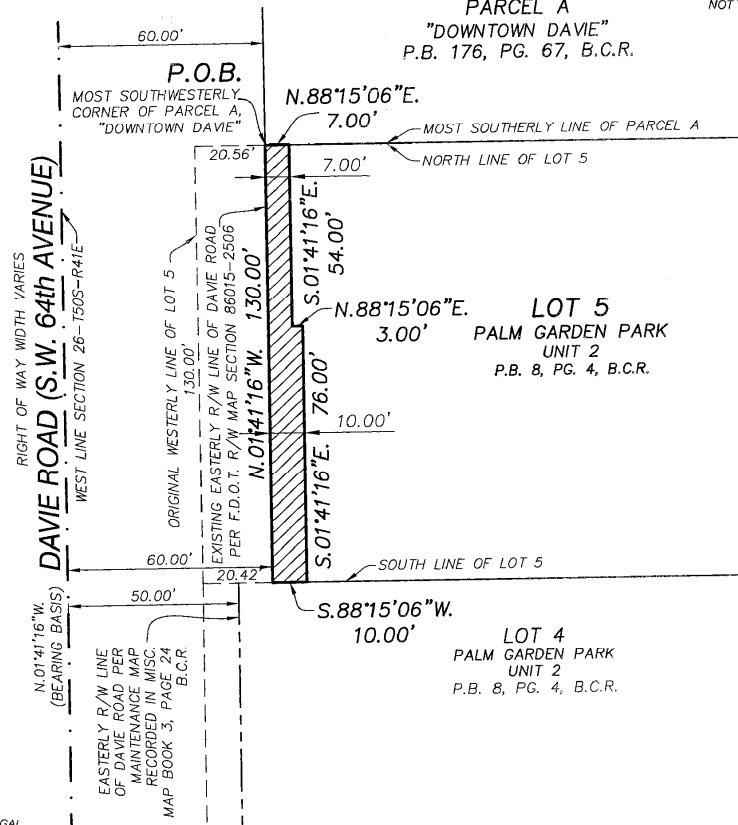 PARCEL A
"DOWNTOWN DAVIE"
P.B. 176, PG. 67, B.C.R.
NOT
60.00'
P.O.B.
MOST SOUTHWESTERLY
CORNER OF PARCEL A,
"DOWNTOWN DAVIE"
N.88°15'06"E.
7.00'
MOST SOUTHERLY LINE OF PARCEL A
NORTH LINE OF LOT 5
20.56'
7.00'
S.01°41'16"E.
54.00'
N.88°15'06"E.
3.00'
LOT 5
PALM GARDEN PARK
UNIT 2
P.B. 8, PG. 4, B.C.R.
RIGHT OF WAY WIDTH VARIES
DAVIE ROAD (S.W. 64th AVENUE)
WEST LINE SECTION 26-T50S-R41E
ORIGINAL WESTERLY LINE OF LOT 5
130.00'
EXISTING EASTERLY R/W LINE OF DAVIE ROAD
PER F.D.O.T. R/W MAP SECTION 86015-2506
N.01°41'16"W. 130.00'
S.01°41'16"E. 76.00'
10.00'
60.00'
20.42'
SOUTH LINE OF LOT 5
50.00'
S.88°15'06"W.
10.00'
LOT 4
PALM GARDEN PARK
UNIT 2
P.B. 8, PG. 4, B.C.R.
N.01°41'16"W.
(BEARING BASIS)
EASTERLY R/W LINE
OF DAVIE ROAD PER
MAINTENANCE MAP
RECORDED IN MISC.
MAP BOOK 3, PAGE 24
B.C.R.